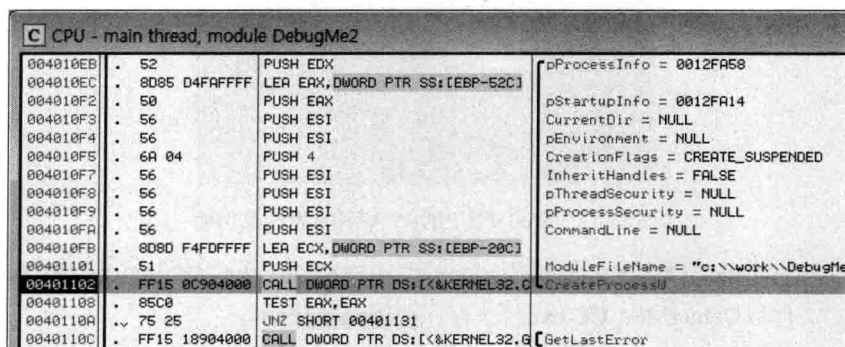 C CPU - main thread, module DebugMe2
004010EB . 52 PUSH EDX pProcessInfo = 0012FA58
004010EC . 8D85 D4FAFFFF LEA EAX,DWORD PTR SS:[EBP-52C]
004010F2 . 50 PUSH EAX pStartupInfo = 0012FA14
004010F3 . 56 PUSH ESI CurrentDir = NULL
004010F4 . 56 PUSH ESI pEnvironment = NULL
004010F5 . 6A 04 PUSH 4 CreationFlags = CREATE_SUSPENDED
004010F7 . 56 PUSH ESI InheritHandles = FALSE
004010F8 . 56 PUSH ESI pThreadSecurity = NULL
004010F9 . 56 PUSH ESI pProcessSecurity = NULL
004010FA . 56 PUSH ESI CommandLine = NULL
004010FB . 8D8D F4FDFFFF LEA ECX,DWORD PTR SS:[EBP-20C]
00401101 . 51 PUSH ECX ModuleFileName = "c:\\work\\DebugMe
00401102 . FF15 0C904000 CALL DWORD PTR DS:[<&KERNEL32.C CreateProcessW
00401108 . 85C0 TEST EAX,EAX
0040110A .v 75 25 JNZ SHORT 00401131
0040110C . FF15 18904000 CALL DWORD PTR DS:[<&KERNEL32.G GetLastError